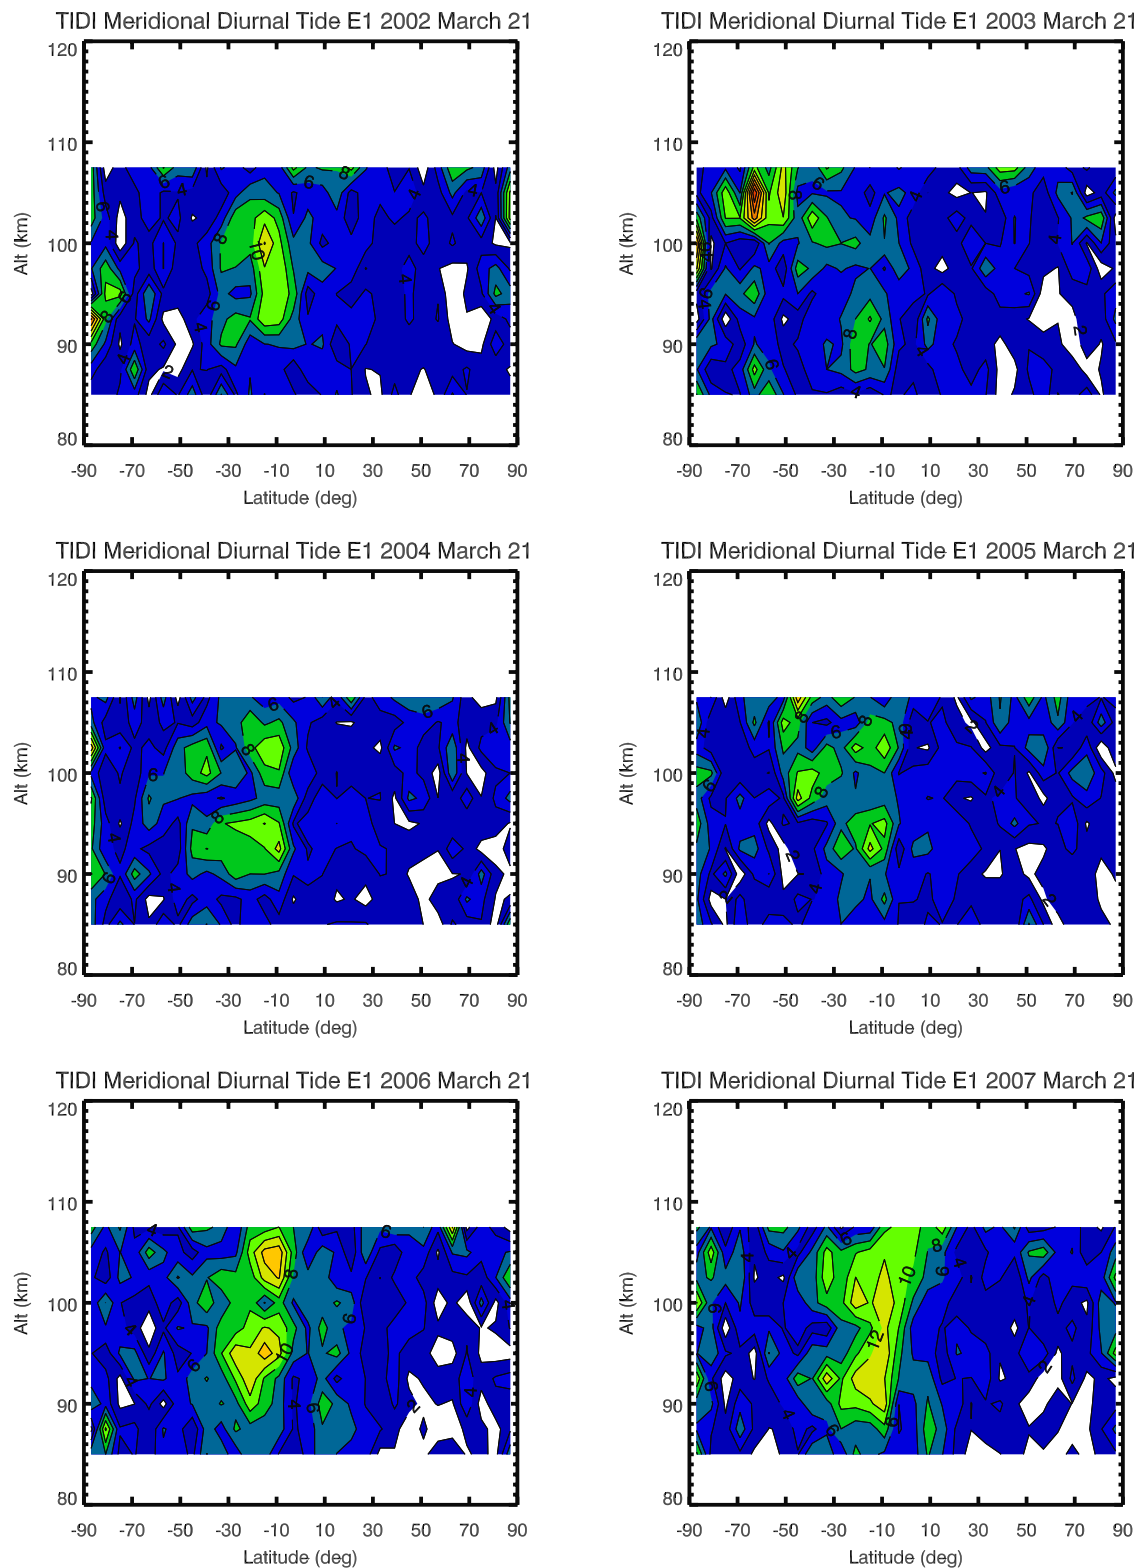 TIDI Meridional Diurnal Tide E1 2002 March 21
120
110
100
90
80
Alt (km)
-90 -70 -50 -30 -10 10 30 50 70 90
Latitude (deg)
TIDI Meridional Diurnal Tide E1 2003 March 21
120
110
100
90
80
Alt (km)
-90 -70 -50 -30 -10 10 30 50 70 90
Latitude (deg)
TIDI Meridional Diurnal Tide E1 2004 March 21
120
110
100
90
80
Alt (km)
-90 -70 -50 -30 -10 10 30 50 70 90
Latitude (deg)
TIDI Meridional Diurnal Tide E1 2005 March 21
120
110
100
90
80
Alt (km)
-90 -70 -50 -30 -10 10 30 50 70 90
Latitude (deg)
TIDI Meridional Diurnal Tide E1 2006 March 21
120
110
100
90
80
Alt (km)
-90 -70 -50 -30 -10 10 30 50 70 90
Latitude (deg)
TIDI Meridional Diurnal Tide E1 2007 March 21
120
110
100
90
80
Alt (km)
-90 -70 -50 -30 -10 10 30 50 70 90
Latitude (deg)